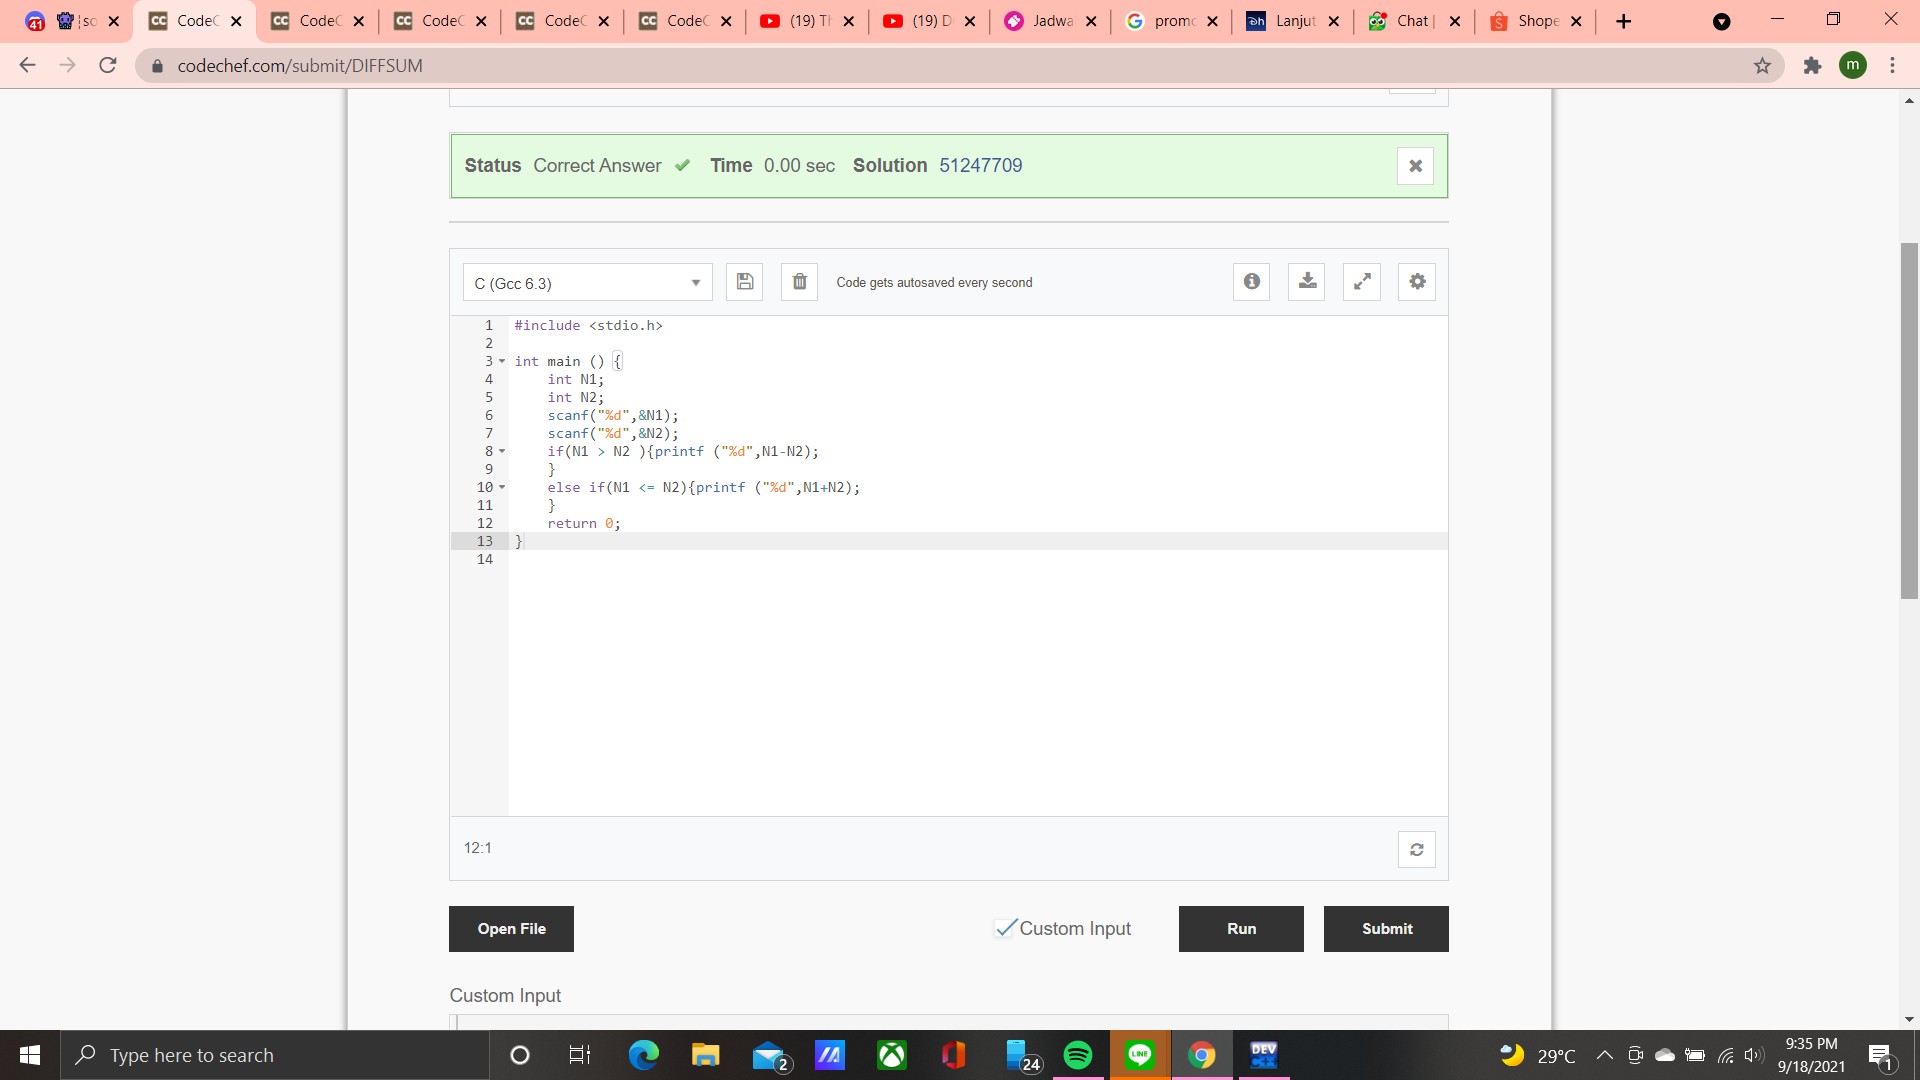 41 so CodeC CodeC CodeC CodeC CodeC (19) Th (19) D Jadwa promo Lanjut Chat | Shope
codechef.com/submit/DIFFSUM
m
Status Correct Answer Time 0.00 sec Solution 51247709
C (Gcc 6.3) Code gets autosaved every second
1 #include <stdio.h>
2
3 int main () {
4 int N1;
5 int N2;
6 scanf("%d",&N1);
7 scanf("%d",&N2);
8 if(N1 > N2 ){printf ("%d",N1-N2);
9 }
10 else if(N1 <= N2){printf ("%d",N1+N2);
11 }
12 return 0;
13 }
14
12:1
Open File Custom Input Run Submit
Custom Input
Type here to search 2 24 LINE DEV C++ 29°C 9:35 PM
9/18/2021 1